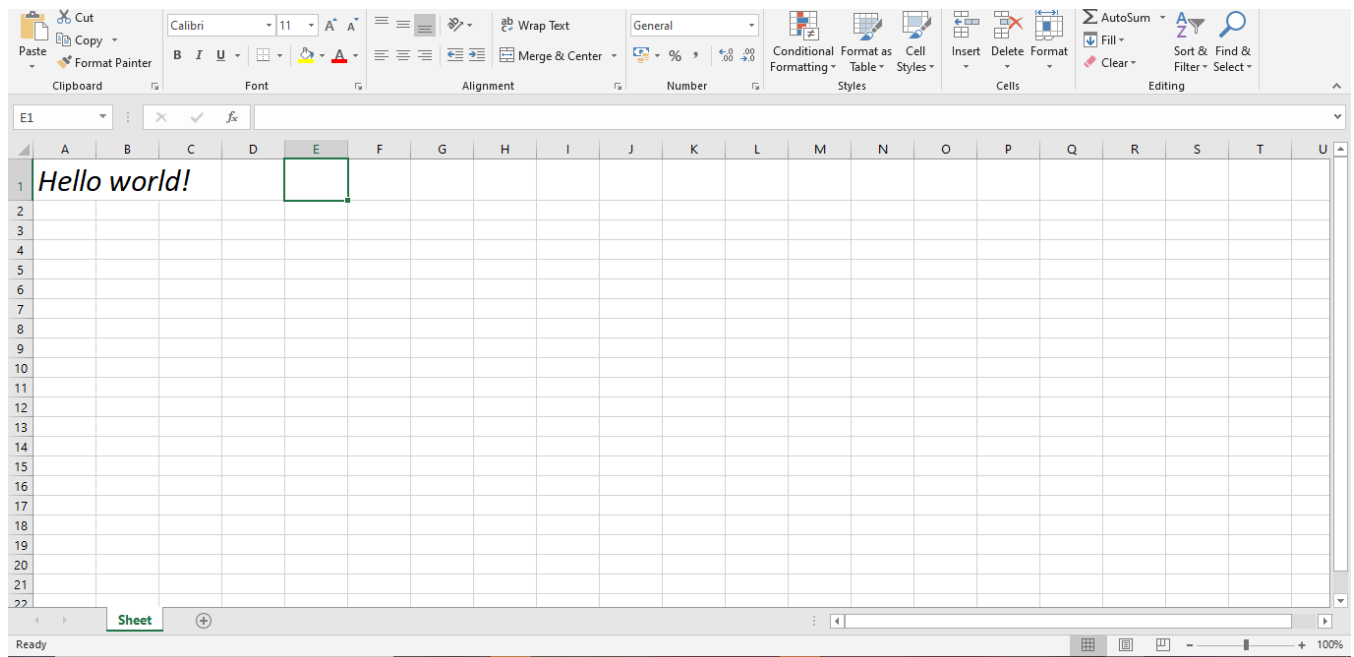 Cut
Copy
Paste
Format Painter
Clipboard
Calibri
11
A A
B I U
A
Font
ab Wrap Text
Merge & Center
Alignment
General
% ,
Number
Conditional Formatting
Format as Table
Cell Styles
Styles
Insert
Delete
Format
Cells
AutoSum
Fill
Clear
Sort & Filter
Find & Select
Editing
E1
fx
A B C D E F G H I J K L M N O P Q R S T U
1 Hello world!
2
3
4
5
6
7
8
9
10
11
12
13
14
15
16
17
18
19
20
21
22
Sheet
Ready
100%